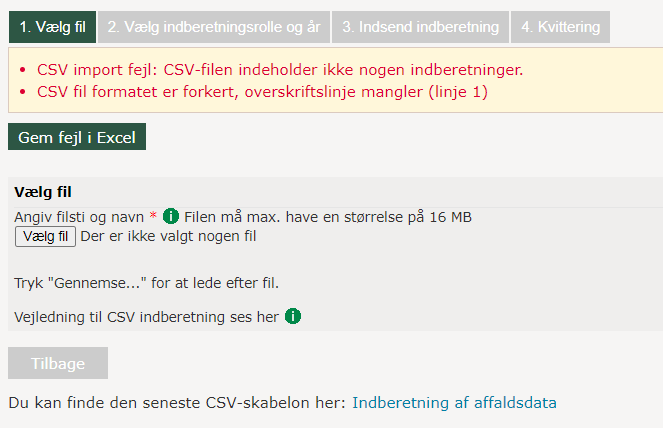 1. Vælg fil 2. Vælg indberetningsrolle og år 3. Indsend indberetning 4. Kvittering
• CSV import fejl: CSV-filen indeholder ikke nogen indberetninger.
• CSV fil formatet er forkert, overskriftslinje mangler (linje 1)
Gem fejl i Excel
Vælg fil
Angiv filsti og navn * i Filen må max. have en størrelse på 16 MB
Vælg fil Der er ikke valgt nogen fil
Tryk "Gennemse..." for at lede efter fil.
Vejledning til CSV indberetning ses her i
Tilbage
Du kan finde den seneste CSV-skabelon her: Indberetning af affaldsdata